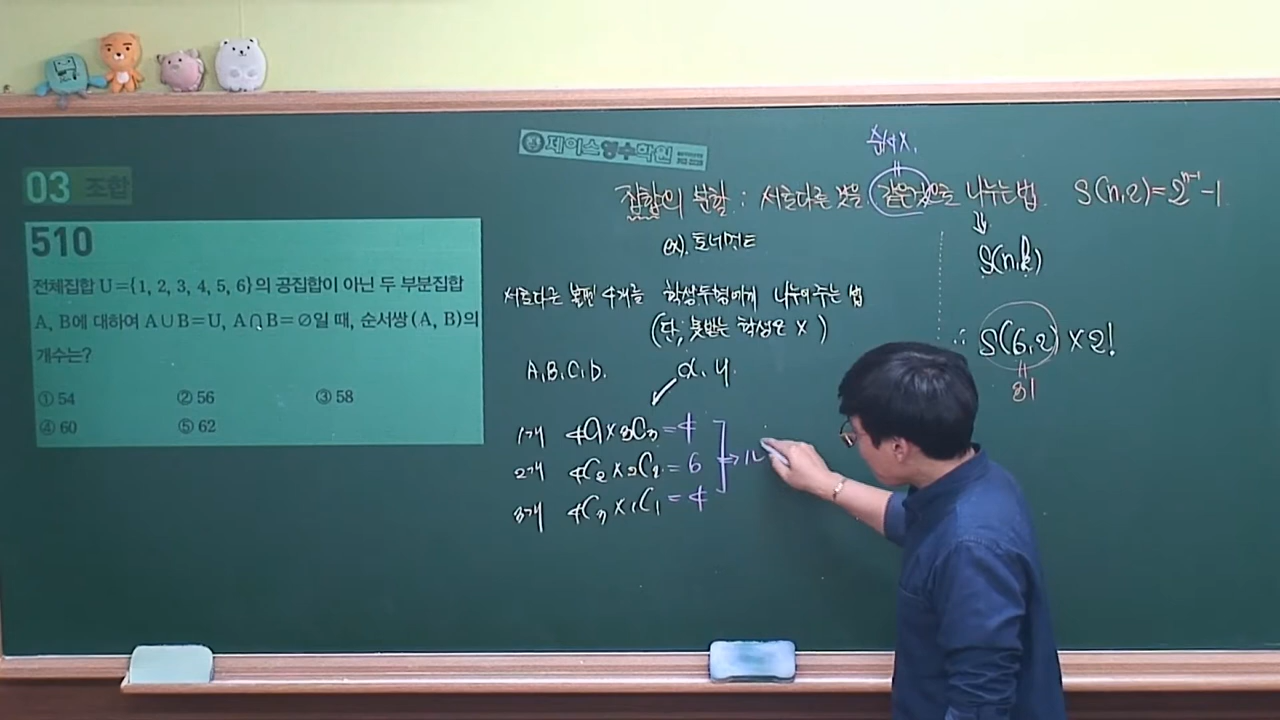 제이스영수학원
03 조합
510
전체집합 U={1, 2, 3, 4, 5, 6}의 공집합이 아닌 두 부분집합
A, B에 대하여 A∪B=U, A∩B=∅일 때, 순서쌍 (A, B)의
개수는?
① 54 ② 56 ③ 58
④ 60 ⑤ 62
순서X.
집합의 분할 : 서로다른 것을 같은것으로 나누는 법. S(n,2)=2^{n-1}-1
ex). 토너먼트
S(n,k)
서로다른 볼펜 4개를 학생두명에게 나누어주는 법
(단, 못받는 학생은 X)
∴ S(6,2)×2!
31
A, B, C, D. x, y.
1개 ₄C₁×₃C₃=4
2개 ₄C₂×₂C₂=6
3개 ₄C₃×₁C₁=4